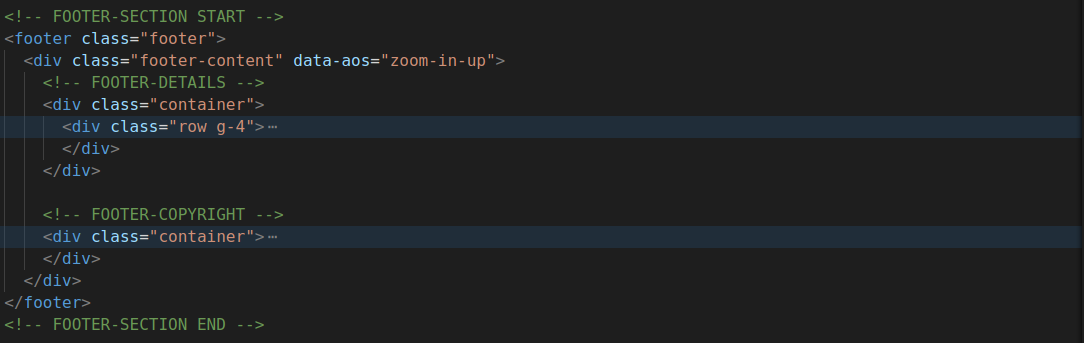 <!-- FOOTER-SECTION START -->
<footer class="footer">
<div class="footer-content" data-aos="zoom-in-up">
<!-- FOOTER-DETAILS -->
<div class="container">
<div class="row g-4">⋯
</div>
</div>
<!-- FOOTER-COPYRIGHT -->
<div class="container">⋯
</div>
</div>
</footer>
<!-- FOOTER-SECTION END -->